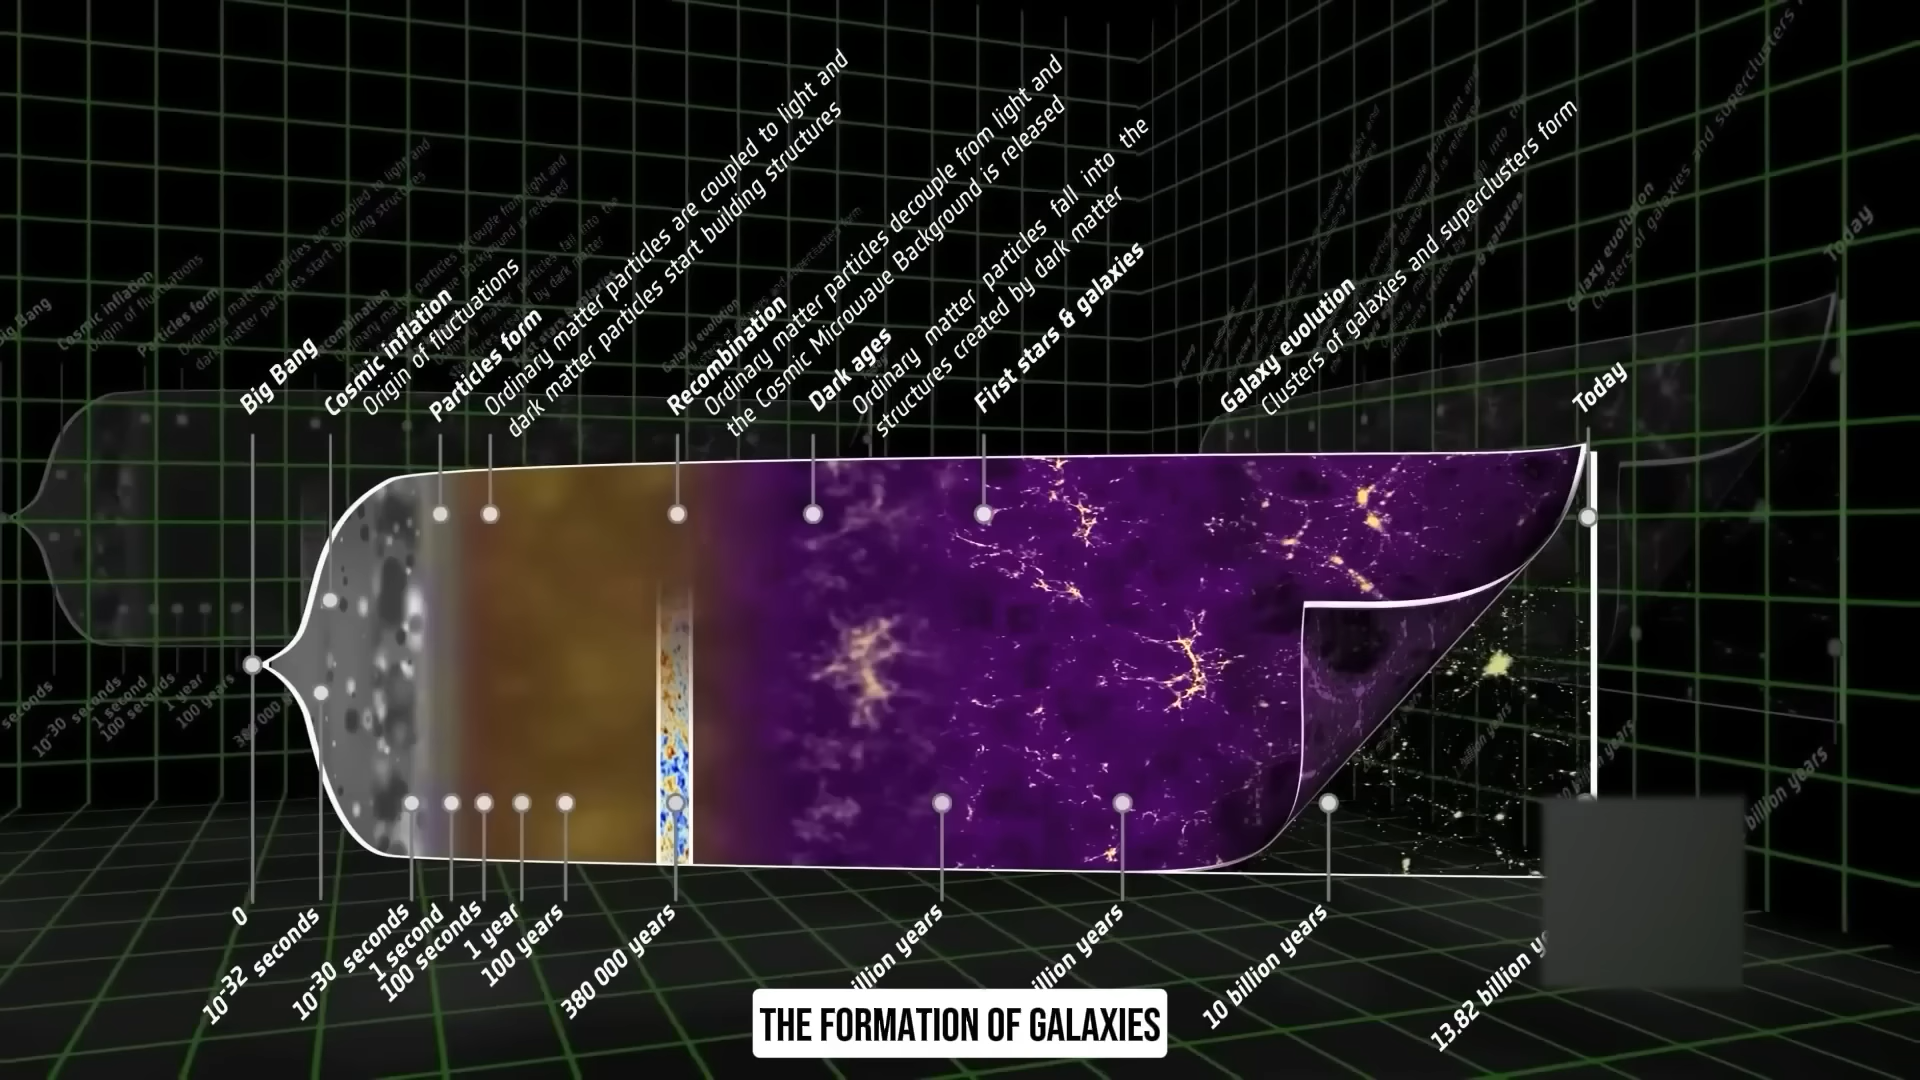 Big Bang
Cosmic inflation
Origin of fluctuations
Particles form
Ordinary matter particles are coupled to light and
dark matter particles start building structures
Recombination
Ordinary matter particles decouple from light and
the Cosmic Microwave Background is released
Dark ages
Ordinary matter particles fall into the
structures created by dark matter
First stars & galaxies
Galaxy evolution
Clusters of galaxies and superclusters form
Today
0
10-32 seconds
10-30 seconds
1 second
100 seconds
1 year
100 years
380 000 years
years
years
10 billion years
13.82 billion
THE FORMATION OF GALAXIES